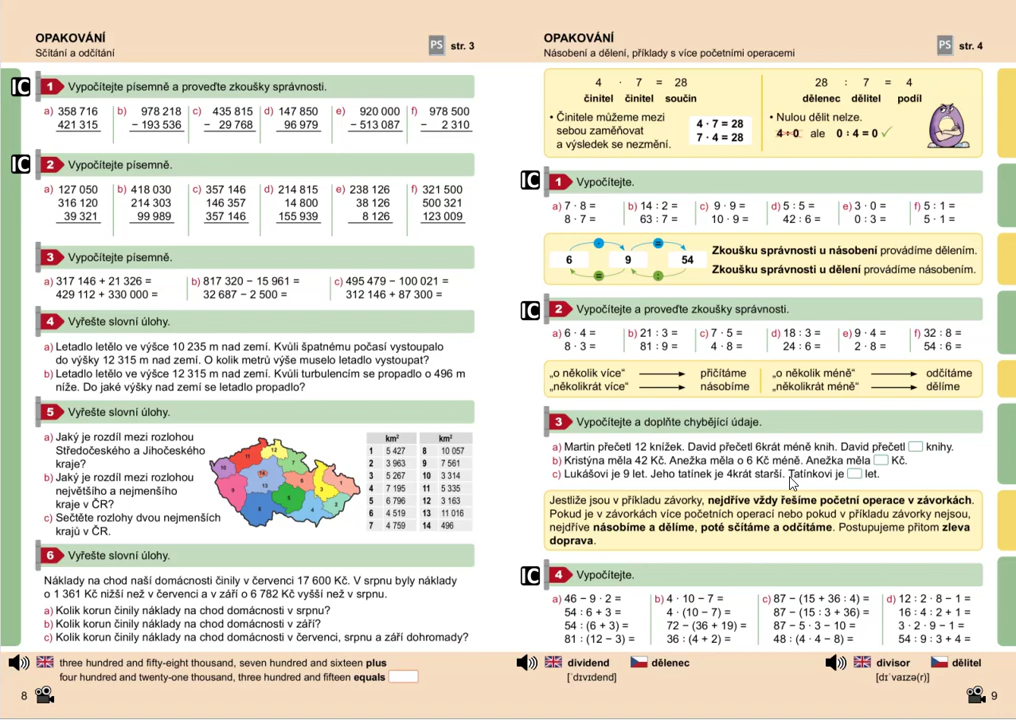 OPAKOVÁNÍ
Sčítání a odčítání
PS str. 3
IC
1 Vypočítejte písemně a proveďte zkoušky správnosti.
a) 358 716 b) 978 218 c) 435 815 d) 147 850 e) 920 000 f) 978 500
421 315 − 193 536 − 29 768 96 979 − 513 087 − 2 310
IC
2 Vypočítejte písemně.
a) 127 050 b) 418 030 c) 357 146 d) 214 815 e) 238 126 f) 321 500
316 120 214 303 146 357 14 800 38 126 500 321
39 321 99 989 357 146 155 939 8 126 123 009
3 Vypočítejte písemně.
a) 317 146 + 21 326 = b) 817 320 − 15 961 = c) 495 479 − 100 021 =
429 112 + 330 000 = 32 687 − 2 500 = 312 146 + 87 300 =
4 Vyřešte slovní úlohy.
a) Letadlo letělo ve výšce 10 235 m nad zemí. Kvůli špatnému počasí vystoupalo
do výšky 12 315 m nad zemí. O kolik metrů výše muselo letadlo vystoupat?
b) Letadlo letělo ve výšce 12 315 m nad zemí. Kvůli turbulencím se propadlo o 496 m
níže. Do jaké výšky nad zemí se letadlo propadlo?
5 Vyřešte slovní úlohy.
a) Jaký je rozdíl mezi rozlohou
Středočeského a Jihočeského
kraje?
b) Jaký je rozdíl mezi rozlohou
největšího a nejmenšího
kraje v ČR?
c) Sečtěte rozlohy dvou nejmenších
krajů v ČR.
km² km²
1 5 427 8 10 057
2 3 963 9 7 561
3 5 267 10 3 314
4 7 195 11 5 335
5 6 796 12 3 163
6 4 519 13 11 016
7 4 759 14 496
6 Vyřešte slovní úlohy.
Náklady na chod naší domácnosti činily v červenci 17 600 Kč. V srpnu byly náklady
o 1 361 Kč nižší než v červenci a v září o 6 782 Kč vyšší než v srpnu.
a) Kolik korun činily náklady na chod domácnosti v srpnu?
b) Kolik korun činily náklady na chod domácnosti v září?
c) Kolik korun činily náklady na chod domácnosti v červenci, srpnu a září dohromady?
three hundred and fifty-eight thousand, seven hundred and sixteen plus
four hundred and twenty-one thousand, three hundred and fifteen equals
8
OPAKOVÁNÍ
Násobení a dělení, příklady s více početními operacemi
PS str. 4
4 · 7 = 28 28 : 7 = 4
činitel činitel součin dělenec dělitel podíl
• Činitele můžeme mezi
sebou zaměňovat
a výsledek se nezmění.
4 · 7 = 28
7 · 4 = 28
• Nulou dělit nelze.
4 : 0 ale 0 : 4 = 0 ✓
IC
1 Vypočítejte.
a) 7 · 8 = b) 14 : 2 = c) 9 · 9 = d) 5 : 5 = e) 3 · 0 = f) 5 : 1 =
8 · 7 = 63 : 7 = 10 · 9 = 42 : 6 = 0 : 3 = 5 · 1 =
6 9 54
Zkoušku správnosti u násobení provádíme dělením.
Zkoušku správnosti u dělení provádíme násobením.
IC
2 Vypočítejte a proveďte zkoušky správnosti.
a) 6 · 4 = b) 21 : 3 = c) 7 · 5 = d) 18 : 3 = e) 9 · 4 = f) 32 : 8 =
8 · 3 = 81 : 9 = 4 · 8 = 24 : 6 = 2 · 8 = 54 : 6 =
„o několik více“ přičítáme „o několik méně“ odčítáme
„několikrát více“ násobíme „několikrát méně“ dělíme
3 Vypočítejte a doplňte chybějící údaje.
a) Martin přečetl 12 knížek. David přečetl 6krát méně knih. David přečetl knihy.
b) Kristýna měla 42 Kč. Anežka měla o 6 Kč méně. Anežka měla Kč.
c) Lukášovi je 9 let. Jeho tatínek je 4krát starší. Tatínkovi je let.
Jestliže jsou v příkladu závorky, nejdříve vždy řešíme početní operace v závorkách.
Pokud je v závorkách více početních operací nebo pokud v příkladu závorky nejsou,
nejdříve násobíme a dělíme, poté sčítáme a odčítáme. Postupujeme přitom zleva
doprava.
IC
4 Vypočítejte.
a) 46 − 9 · 2 = b) 4 · 10 − 7 = c) 87 − (15 + 36 : 4) = d) 12 : 2 · 8 − 1 =
54 : 6 + 3 = 4 · (10 − 7) = 87 − (15 : 3 + 36) = 16 : 4 : 2 + 1 =
54 : (6 + 3) = 72 − (36 + 19) = 87 − 5 · 3 − 10 = 3 · 2 · 9 − 1 =
81 : (12 − 3) = 36 : (4 + 2) = 48 : (4 · 4 − 8) = 54 : 9 : 3 + 4 =
dividend dělenec divisor dělitel
[ˈdɪvɪdend] [dɪˈvaɪzə(r)]
9